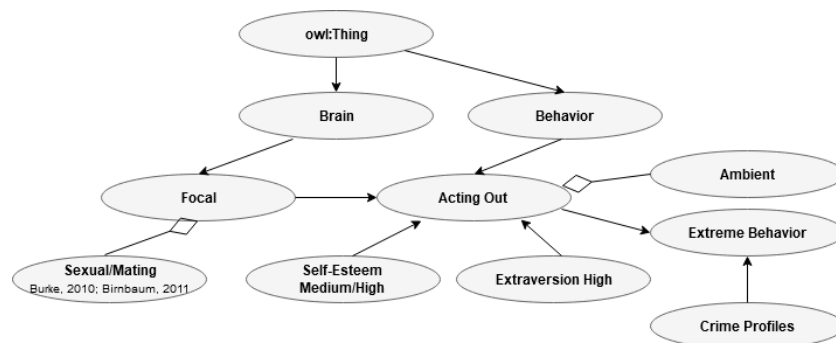 owl:Thing
Brain
Behavior
Ambient
Focal
Acting Out
Extreme Behavior
Sexual/Mating
Burke, 2010; Birnbaum, 2011
Self-Esteem
Medium/High
Extraversion High
Crime Profiles